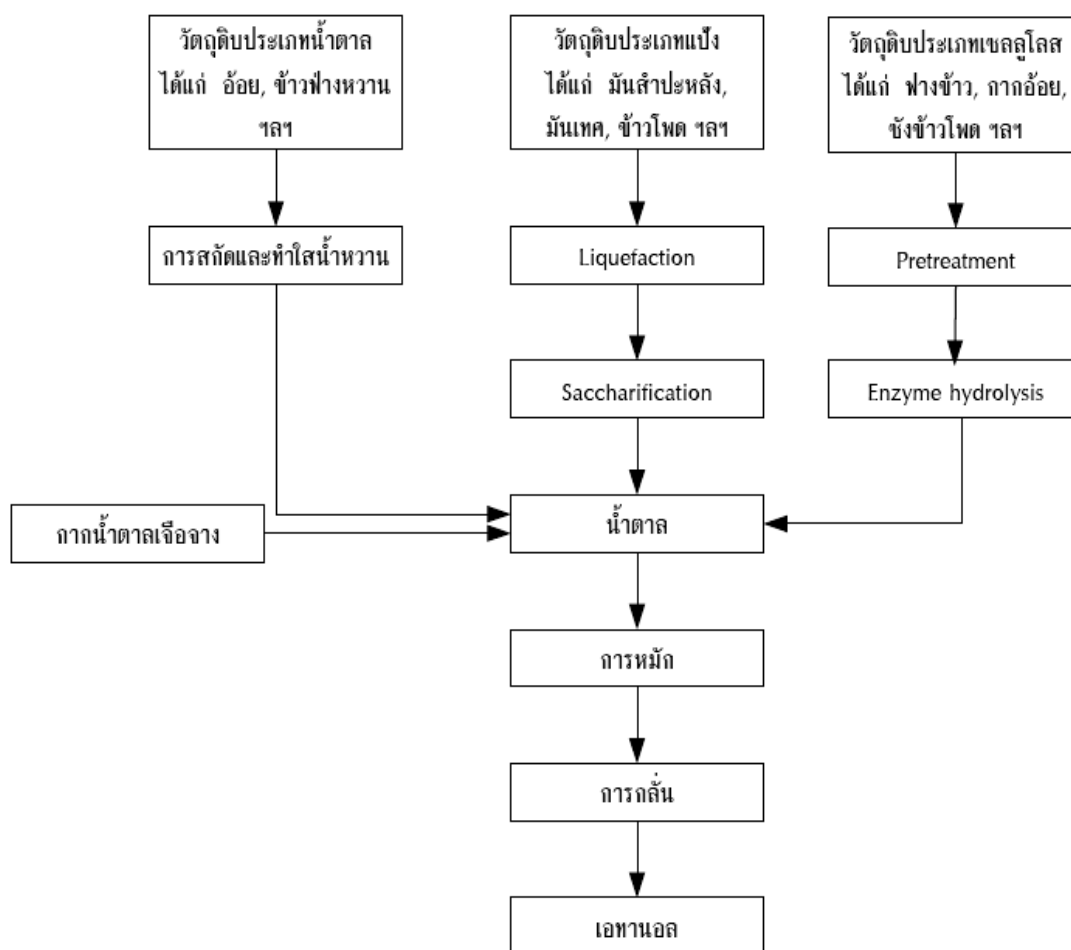 วัตถุดิบประเภทน้ำตาล
ได้แก่ อ้อย, ข้าวฟ่างหวาน
ฯลฯ
วัตถุดิบประเภทแป้ง
ได้แก่ มันสำปะหลัง,
มันเทศ, ข้าวโพด ฯลฯ
วัตถุดิบประเภทเซลลูโลส
ได้แก่ ฟางข้าว, กากอ้อย,
ซังข้าวโพด ฯลฯ
การสกัดและทำใสน้ำหวาน
Liquefaction
Pretreatment
Saccharification
Enzyme hydrolysis
กากน้ำตาลเจือจาง
น้ำตาล
การหมัก
การกลั่น
เอทานอล